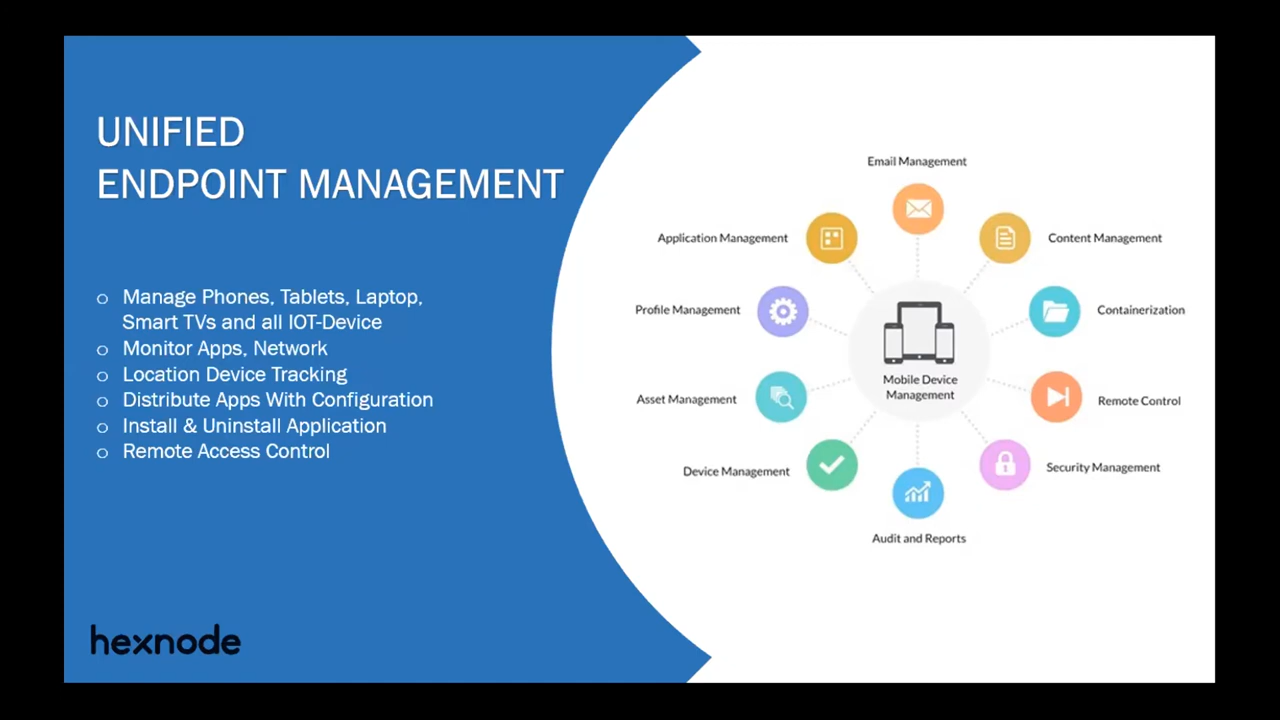 UNIFIED
ENDPOINT MANAGEMENT
o Manage Phones, Tablets, Laptop,
Smart TVs and all IOT-Device
o Monitor Apps, Network
o Location Device Tracking
o Distribute Apps With Configuration
o Install & Uninstall Application
o Remote Access Control
hexnode
Email Management
Application Management
Content Management
Profile Management
Containerization
Mobile Device
Management
Asset Management
Remote Control
Device Management
Security Management
Audit and Reports